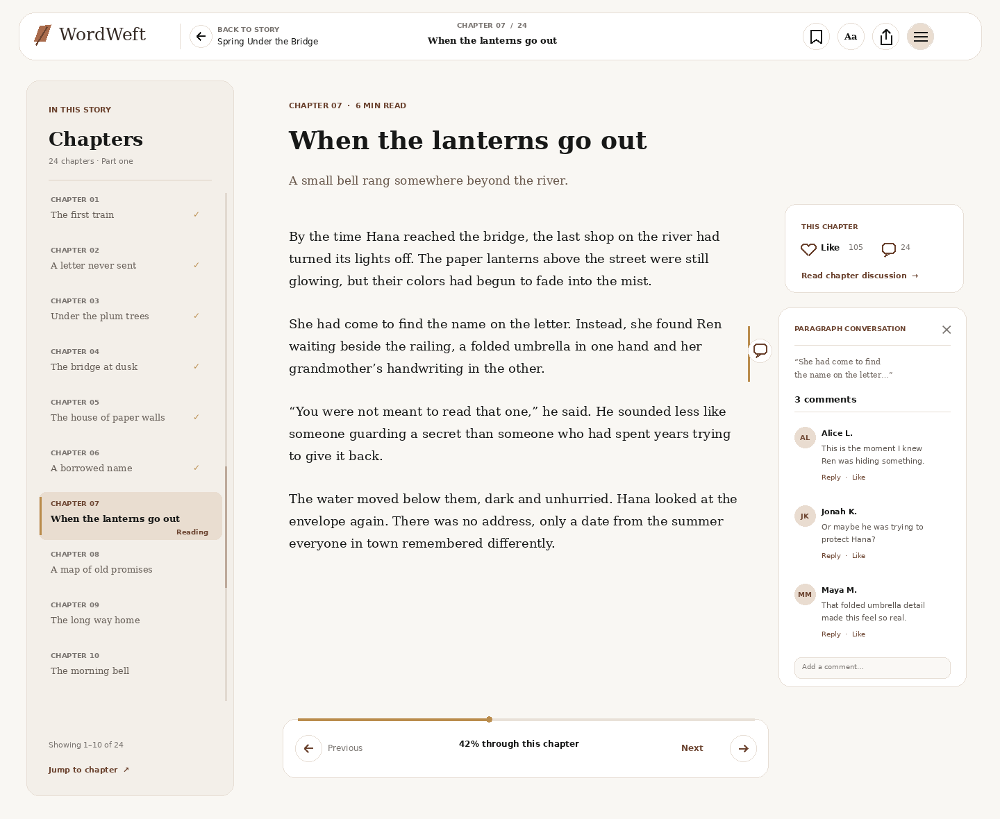 WordWeft
BACK TO STORY
Spring Under the Bridge
CHAPTER 07 / 24
When the lanterns go out
Aa
IN THIS STORY
Chapters
24 chapters · Part one
CHAPTER 01
The first train ✓
CHAPTER 02
A letter never sent ✓
CHAPTER 03
Under the plum trees ✓
CHAPTER 04
The bridge at dusk ✓
CHAPTER 05
The house of paper walls ✓
CHAPTER 06
A borrowed name ✓
CHAPTER 07
When the lanterns go out
Reading
CHAPTER 08
A map of old promises
CHAPTER 09
The long way home
CHAPTER 10
The morning bell
Showing 1–10 of 24
Jump to chapter ↗
CHAPTER 07 · 6 MIN READ
When the lanterns go out
A small bell rang somewhere beyond the river.
By the time Hana reached the bridge, the last shop on the river had
turned its lights off. The paper lanterns above the street were still
glowing, but their colors had begun to fade into the mist.
She had come to find the name on the letter. Instead, she found Ren
waiting beside the railing, a folded umbrella in one hand and her
grandmother’s handwriting in the other.
“You were not meant to read that one,” he said. He sounded less like
someone guarding a secret than someone who had spent years trying
to give it back.
The water moved below them, dark and unhurried. Hana looked at the
envelope again. There was no address, only a date from the summer
everyone in town remembered differently.
Previous
42% through this chapter
Next
THIS CHAPTER
Like 105 24
Read chapter discussion →
PARAGRAPH CONVERSATION
“She had come to find
the name on the letter…”
3 comments
AL
Alice L.
This is the moment I knew
Ren was hiding something.
Reply · Like
JK
Jonah K.
Or maybe he was trying to
protect Hana?
Reply · Like
MM
Maya M.
That folded umbrella detail
made this feel so real.
Reply · Like
Add a comment…